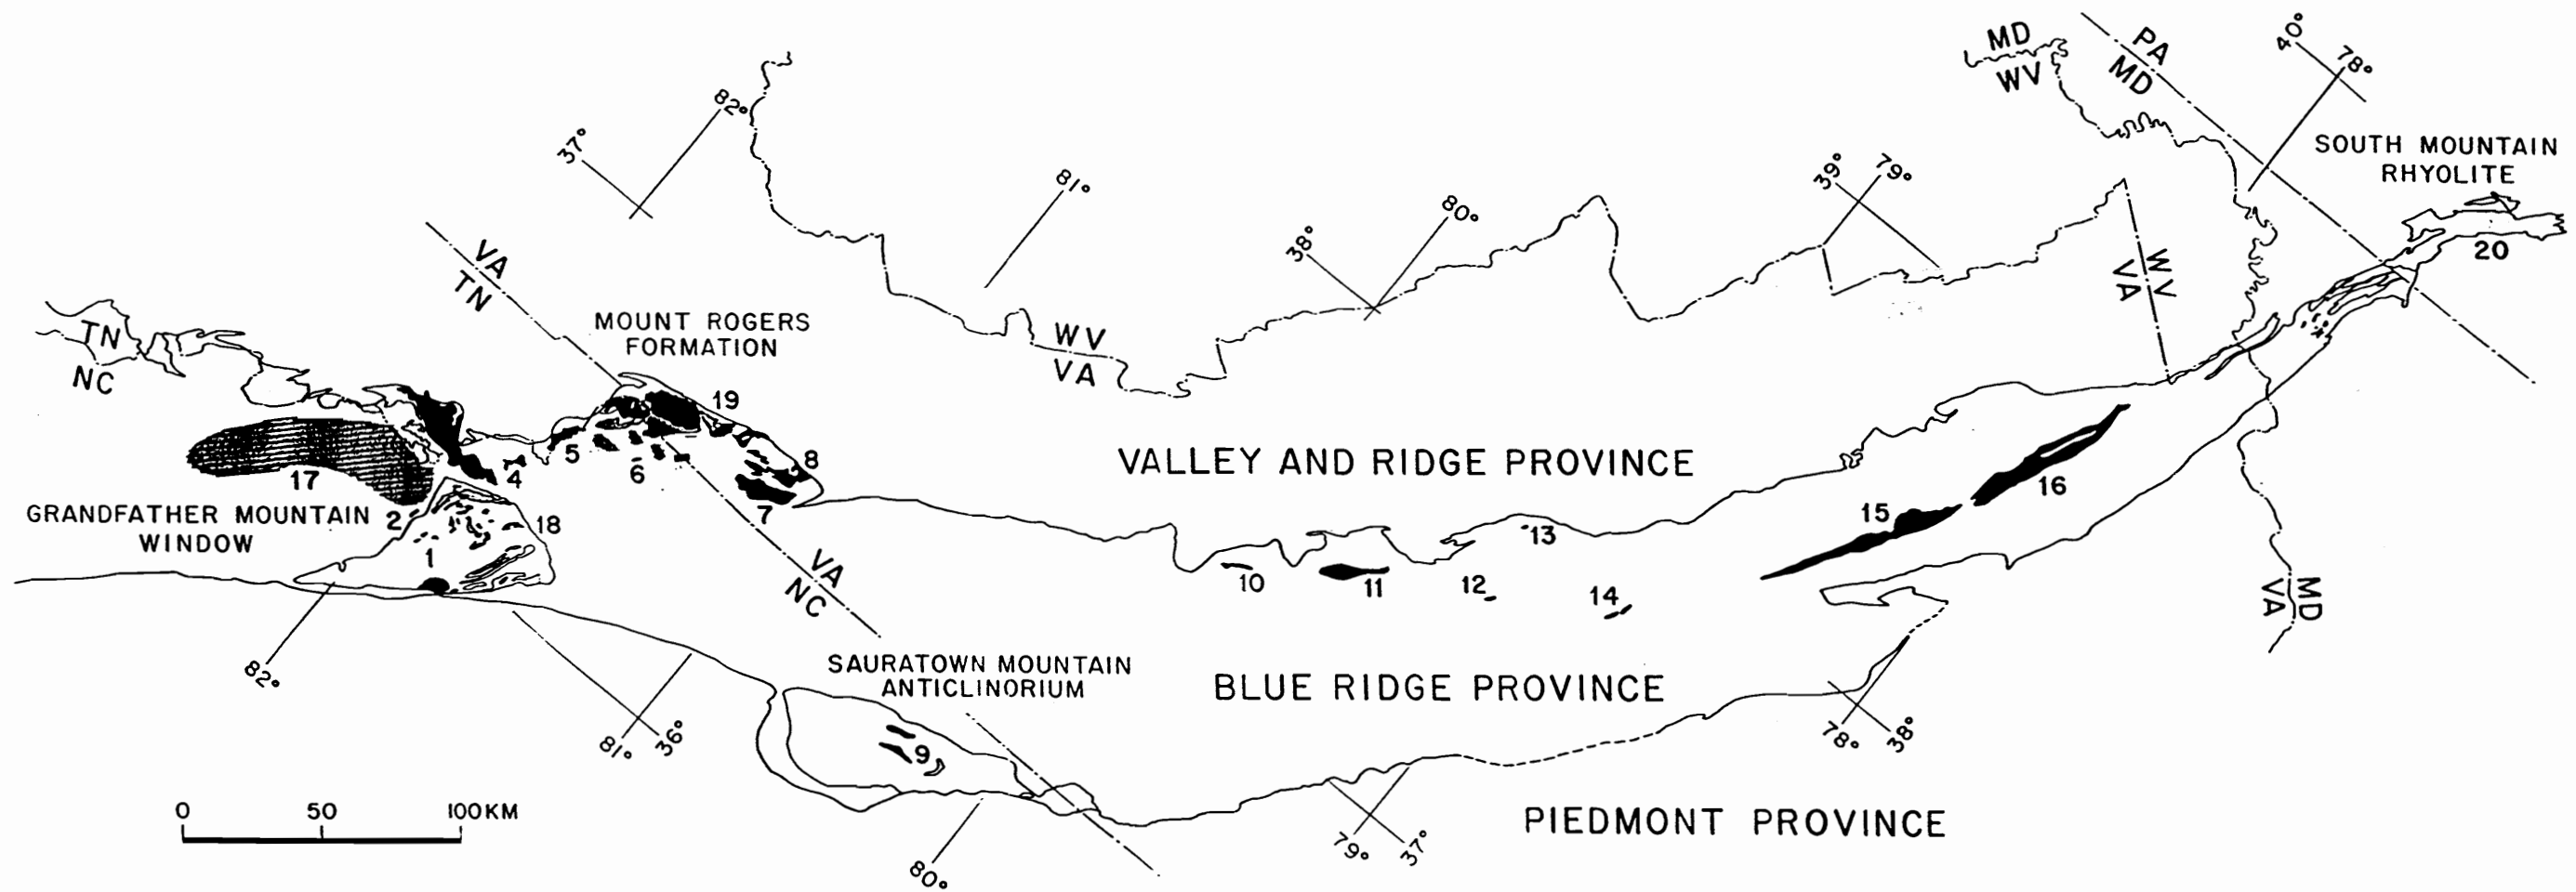 MD
WV
PA
MD
40°
78°
SOUTH MOUNTAIN
RHYOLITE
20
82°
37°
81°
80°
38°
39°
79°
VA
TN
WV
VA
WV
VA
TN
NC
MOUNT ROGERS
FORMATION
19
5
6
8
7
4
17
2
18
1
GRANDFATHER MOUNTAIN
WINDOW
VALLEY AND RIDGE PROVINCE
16
15
13
10
11
12
14
VA
NC
MD
VA
82°
SAURATOWN MOUNTAIN
ANTICLINORIUM
BLUE RIDGE PROVINCE
81°
36°
9
78°
38°
0 50 100 KM
PIEDMONT PROVINCE
80°
79°
37°